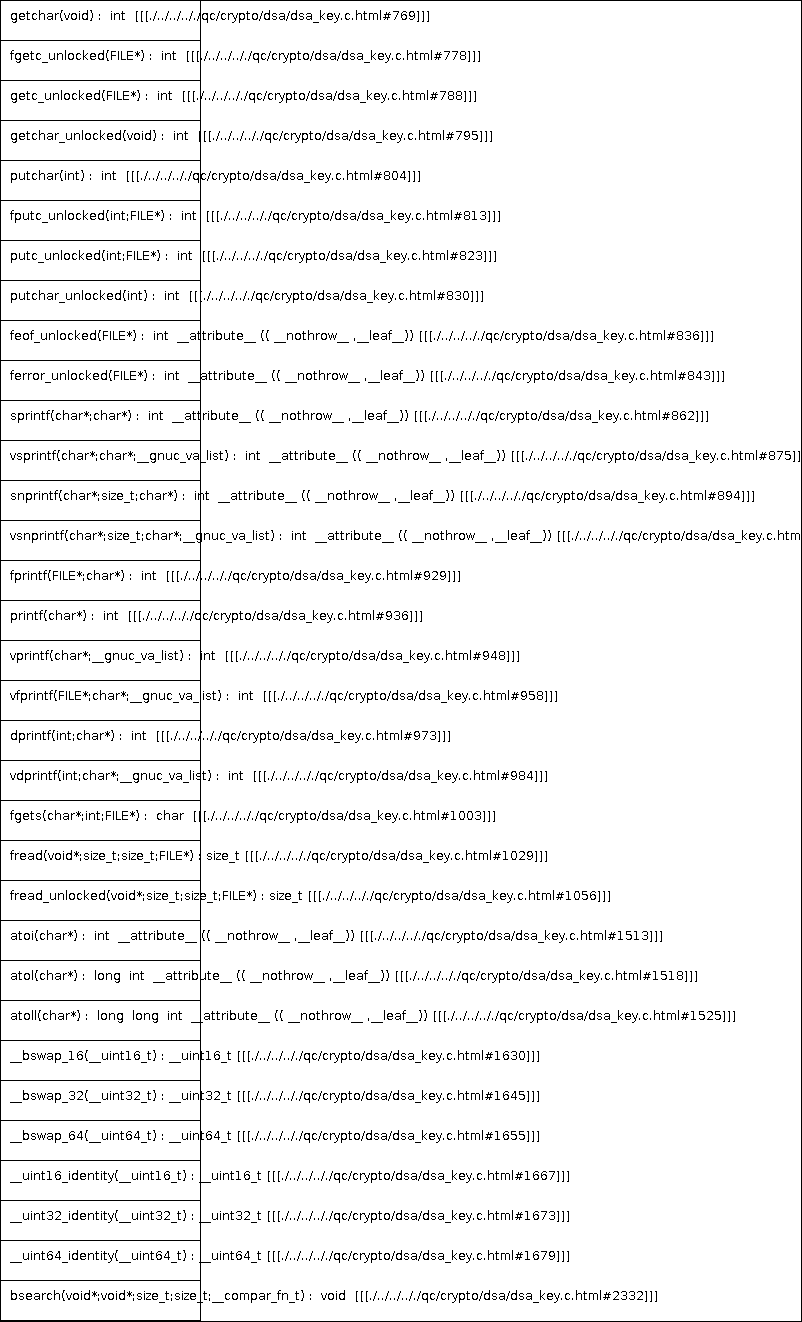 getchar(void) : int [[[./../../../qc/crypto/dsa/dsa_key.c.html#769]]]
fgetc_unlocked(FILE*) : int [[[./../../../qc/crypto/dsa/dsa_key.c.html#778]]]
getc_unlocked(FILE*) : int [[[./../../../qc/crypto/dsa/dsa_key.c.html#788]]]
getchar_unlocked(void) : int [[[./../../../qc/crypto/dsa/dsa_key.c.html#795]]]
putchar(int) : int [[[./../../../qc/crypto/dsa/dsa_key.c.html#804]]]
fputc_unlocked(int;FILE*) : int [[[./../../../qc/crypto/dsa/dsa_key.c.html#813]]]
putc_unlocked(int;FILE*) : int [[[./../../../qc/crypto/dsa/dsa_key.c.html#823]]]
putchar_unlocked(int) : int [[[./../../../qc/crypto/dsa/dsa_key.c.html#830]]]
feof_unlocked(FILE*) : int __attribute__ (( __nothrow__ ,__leaf__)) [[[./../../../qc/crypto/dsa/dsa_key.c.html#836]]]
ferror_unlocked(FILE*) : int __attribute__ (( __nothrow__ ,__leaf__)) [[[./../../../qc/crypto/dsa/dsa_key.c.html#843]]]
sprintf(char*;char*) : int __attribute__ (( __nothrow__ ,__leaf__)) [[[./../../../qc/crypto/dsa/dsa_key.c.html#862]]]
vsprintf(char*;char*;__gnuc_va_list) : int __attribute__ (( __nothrow__ ,__leaf__)) [[[./../../../qc/crypto/dsa/dsa_key.c.html#875]]
snprintf(char*;size_t;char*) : int __attribute__ (( __nothrow__ ,__leaf__)) [[[./../../../qc/crypto/dsa/dsa_key.c.html#894]]]
vsnprintf(char*;size_t;char*;__gnuc_va_list) : int __attribute__ (( __nothrow__ ,__leaf__)) [[[./../../../qc/crypto/dsa/dsa_key.c.htm
fprintf(FILE*;char*) : int [[[./../../../qc/crypto/dsa/dsa_key.c.html#929]]]
printf(char*) : int [[[./../../../qc/crypto/dsa/dsa_key.c.html#936]]]
vprintf(char*;__gnuc_va_list) : int [[[./../../../qc/crypto/dsa/dsa_key.c.html#948]]]
vfprintf(FILE*;char*;__gnuc_va_list) : int [[[./../../../qc/crypto/dsa/dsa_key.c.html#958]]]
dprintf(int;char*) : int [[[./../../../qc/crypto/dsa/dsa_key.c.html#973]]]
vdprintf(int;char*;__gnuc_va_list) : int [[[./../../../qc/crypto/dsa/dsa_key.c.html#984]]]
fgets(char*;int;FILE*) : char [[[./../../../qc/crypto/dsa/dsa_key.c.html#1003]]]
fread(void*;size_t;size_t;FILE*) : size_t [[[./../../../qc/crypto/dsa/dsa_key.c.html#1029]]]
fread_unlocked(void*;size_t;size_t;FILE*) : size_t [[[./../../../qc/crypto/dsa/dsa_key.c.html#1056]]]
atoi(char*) : int __attribute__ (( __nothrow__ ,__leaf__)) [[[./../../../qc/crypto/dsa/dsa_key.c.html#1513]]]
atol(char*) : long int __attribute__ (( __nothrow__ ,__leaf__)) [[[./../../../qc/crypto/dsa/dsa_key.c.html#1518]]]
atoll(char*) : long long int __attribute__ (( __nothrow__ ,__leaf__)) [[[./../../../qc/crypto/dsa/dsa_key.c.html#1525]]]
__bswap_16(__uint16_t) : __uint16_t [[[./../../../qc/crypto/dsa/dsa_key.c.html#1630]]]
__bswap_32(__uint32_t) : __uint32_t [[[./../../../qc/crypto/dsa/dsa_key.c.html#1645]]]
__bswap_64(__uint64_t) : __uint64_t [[[./../../../qc/crypto/dsa/dsa_key.c.html#1655]]]
__uint16_identity(__uint16_t) : __uint16_t [[[./../../../qc/crypto/dsa/dsa_key.c.html#1667]]]
__uint32_identity(__uint32_t) : __uint32_t [[[./../../../qc/crypto/dsa/dsa_key.c.html#1673]]]
__uint64_identity(__uint64_t) : __uint64_t [[[./../../../qc/crypto/dsa/dsa_key.c.html#1679]]]
bsearch(void*;void*;size_t;size_t;__compar_fn_t) : void [[[./../../../qc/crypto/dsa/dsa_key.c.html#2332]]]